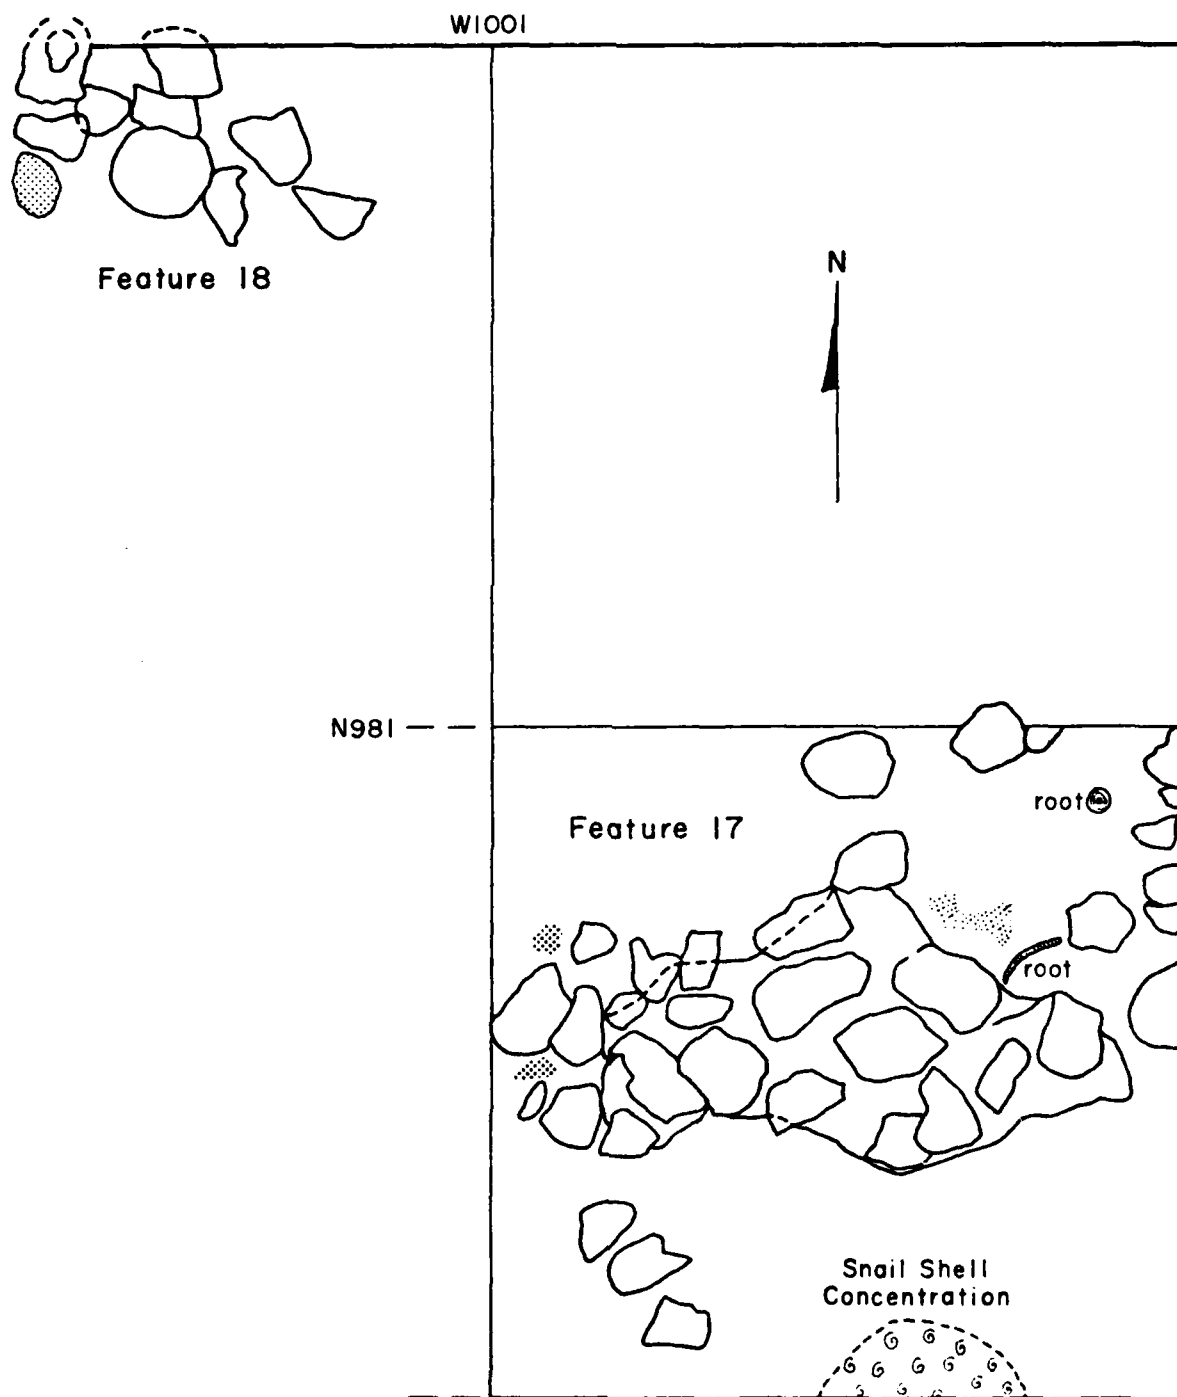 W1001
Feature 18
N
N981
root
Feature 17
root
Snail Shell
Concentration